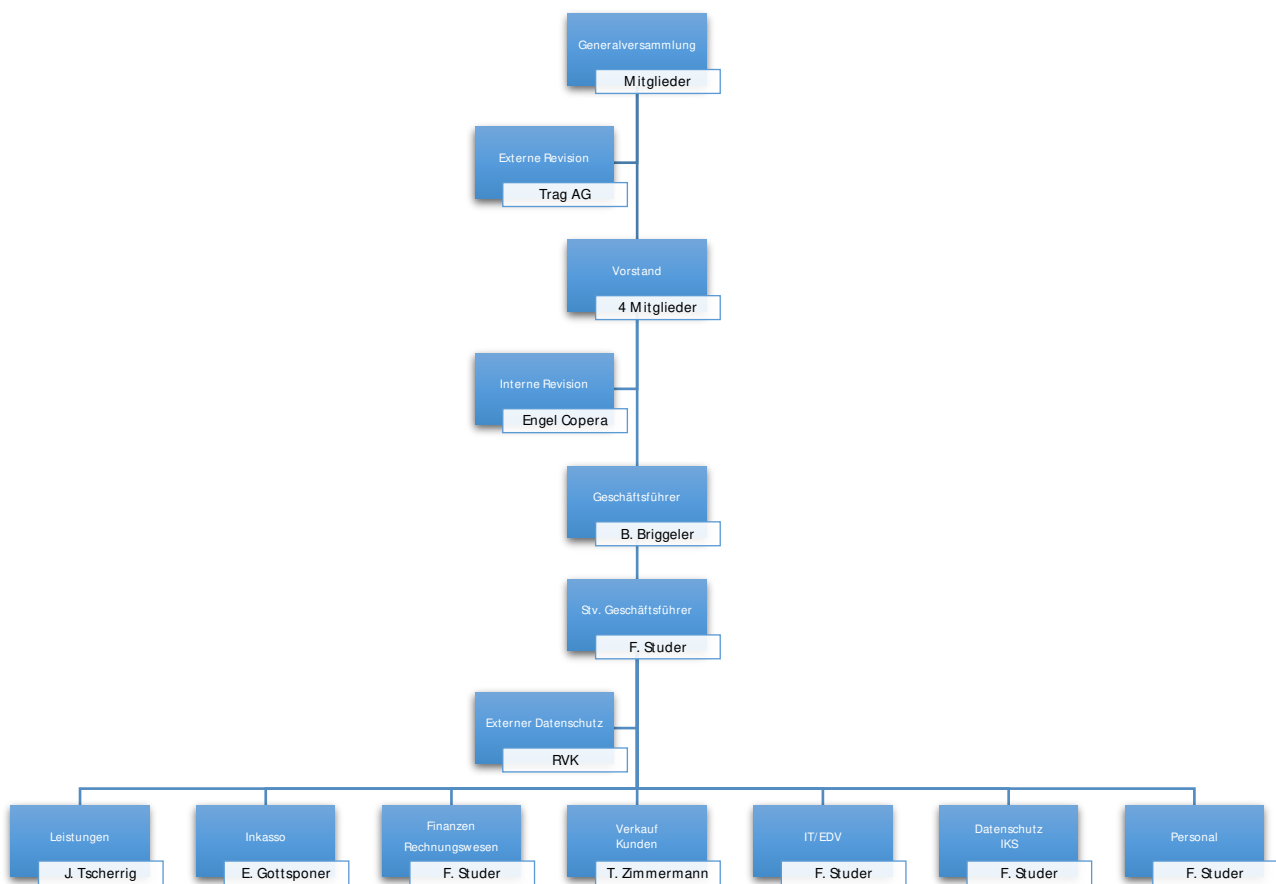 Generalversammlung
Mitglieder
Externe Revision
Trag AG
Vorstand
4 Mitglieder
Interne Revision
Engel Copera
Geschäftsführer
B. Briggeler
Stv. Geschäftsführer
F. Studer
Externer Datenschutz
RVK
Leistungen
J. Tscherrig
Inkasso
E. Gottsponer
Finanzen
Rechnungswesen
F. Studer
Verkauf
Kunden
T. Zimmermann
IT/EDV
F. Studer
Datenschutz
IKS
F. Studer
Personal
F. Studer